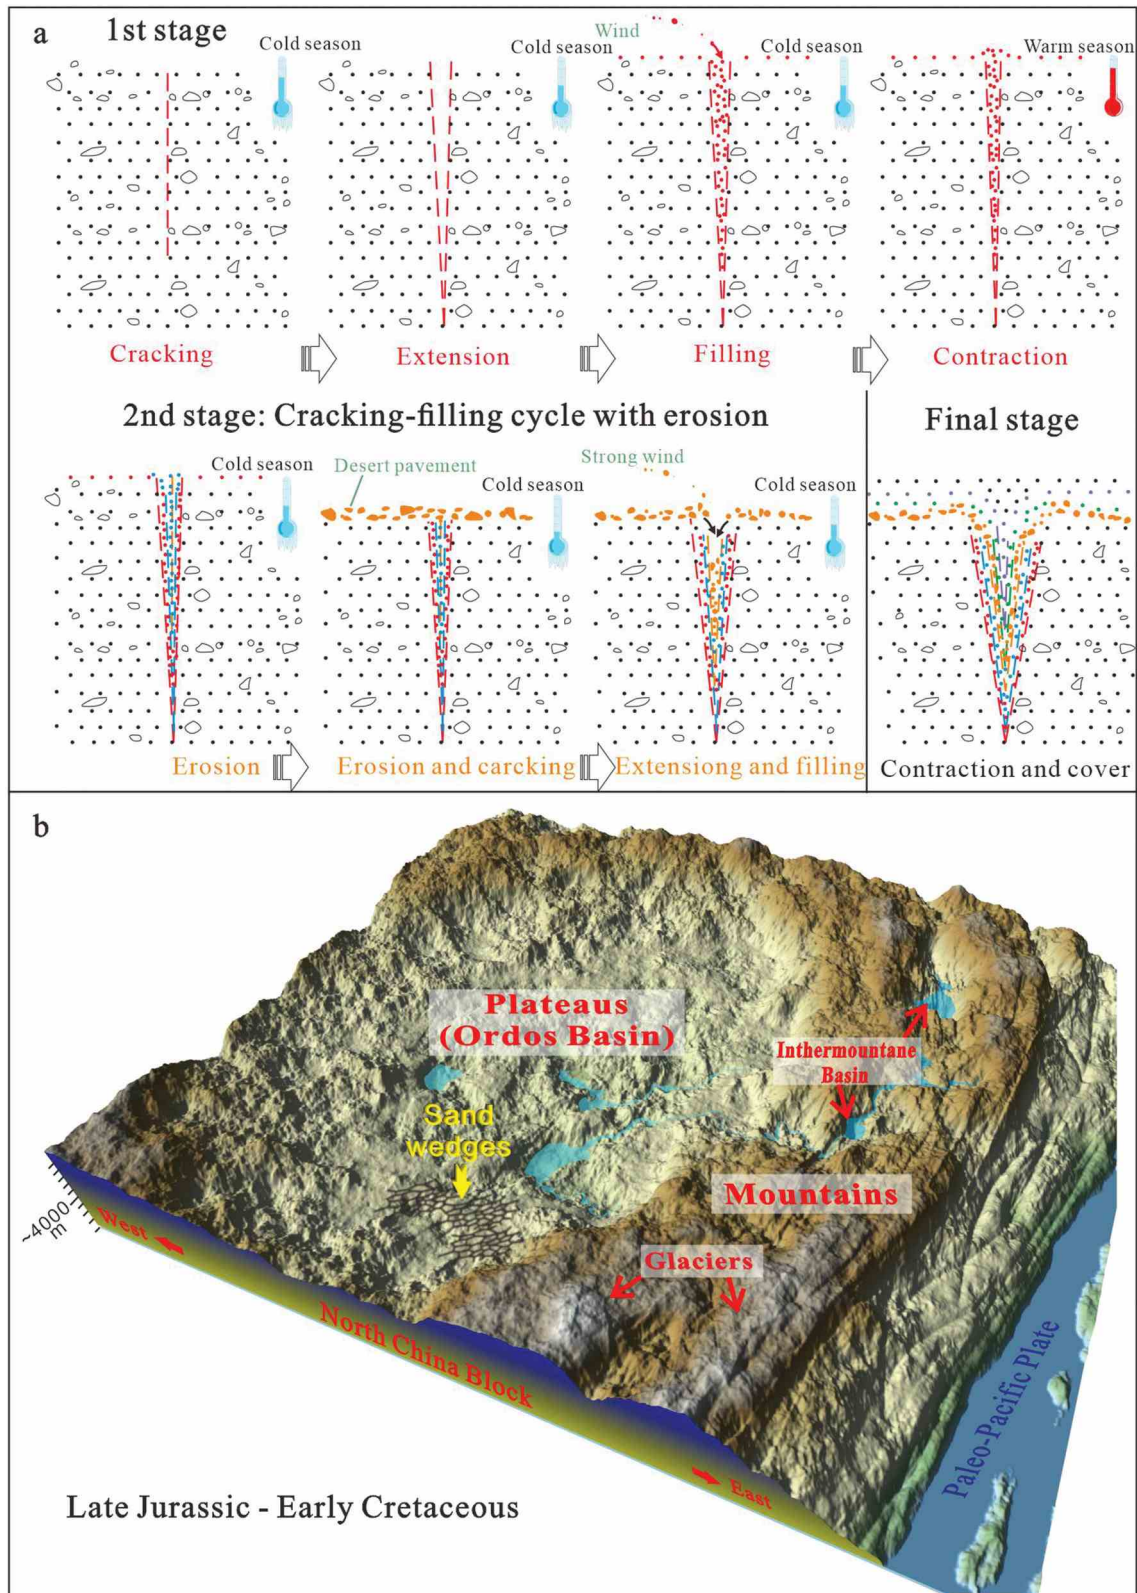 a
1st stage
Cold season
Cold season
Wind
Cold season
Warm season
Cracking
Extension
Filling
Contraction
2nd stage: Cracking-filling cycle with erosion
Final stage
Cold season
Desert pavement
Cold season
Strong wind
Cold season
Erosion
Erosion and carcking
Extensiong and filling
Contraction and cover
b
Plateaus
(Ordos Basin)
Inthermountane
Basin
Sand
wedges
Mountains
Glaciers
~4000
m
West
North China Block
East
Paleo-Pacific Plate
Late Jurassic - Early Cretaceous